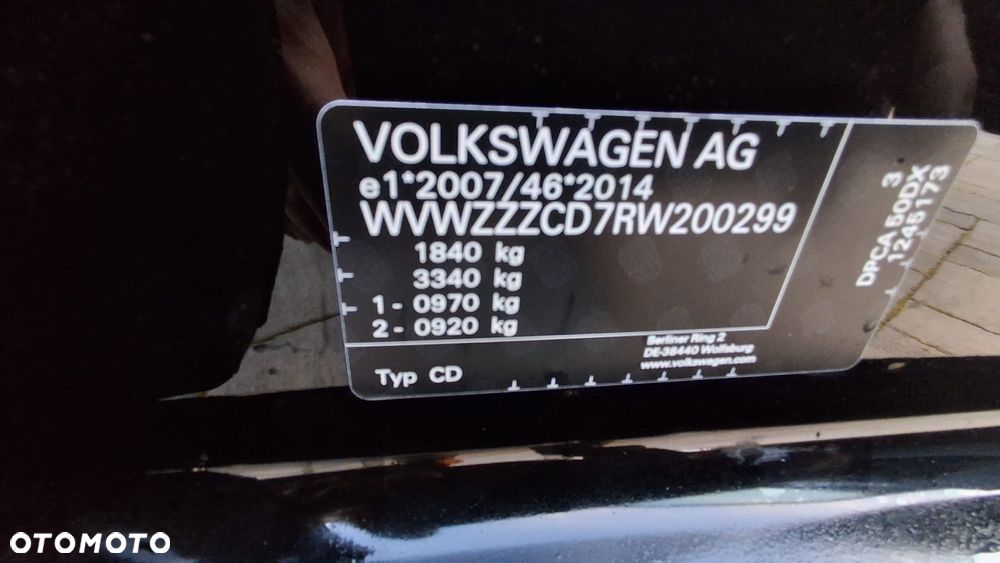 VOLKSWAGEN AG
e1*2007/46*2014
WVWZZZCD7RW200299
1840 kg
3340 kg
1- 0970 kg
2- 0920 kg
Typ CD
Berliner Ring 2
DE-38440 Wolfsburg
www.volkswagen.com
3
DPCA 50DX
1245173
OTOMOTO